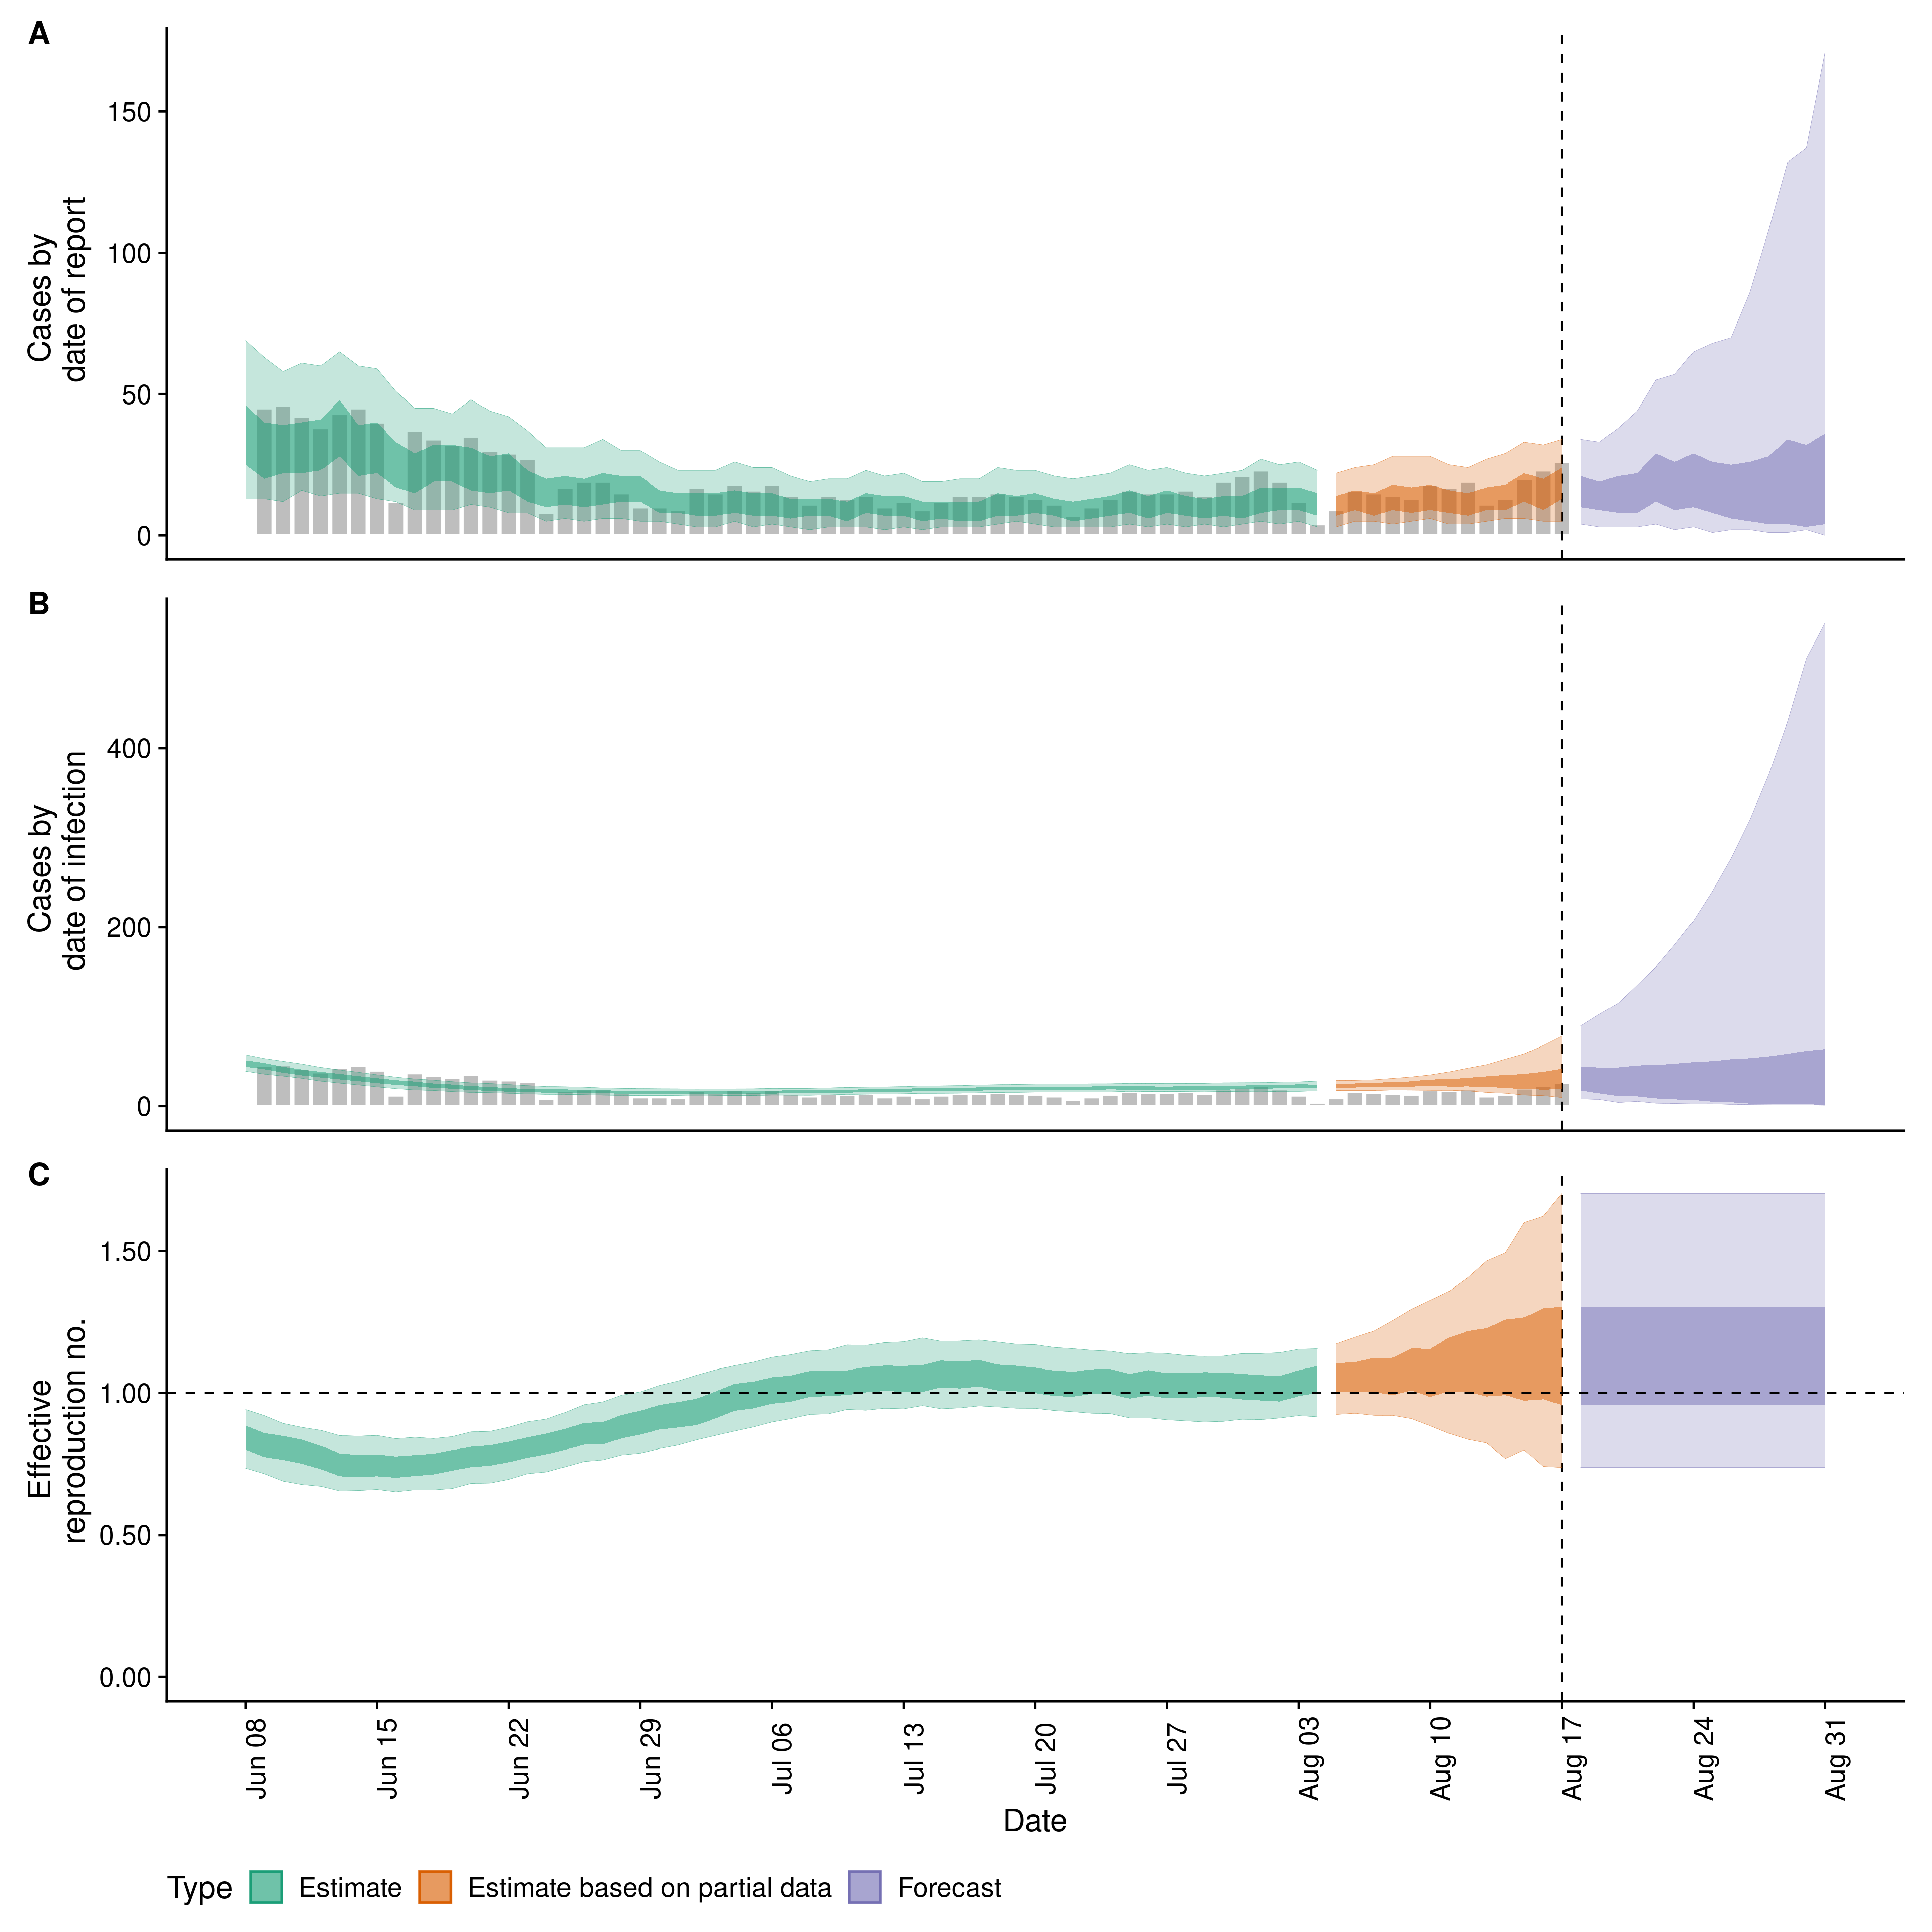 A
Cases by
date of report
150
100
50
0
B
Cases by
date of infection
400
200
0
C
Effective
reproduction no.
1.50
1.00
0.50
0.00
Jun 08
Jun 15
Jun 22
Jun 29
Jul 06
Jul 13
Jul 20
Jul 27
Aug 03
Aug 10
Aug 17
Aug 24
Aug 31
Date
Type Estimate Estimate based on partial data Forecast